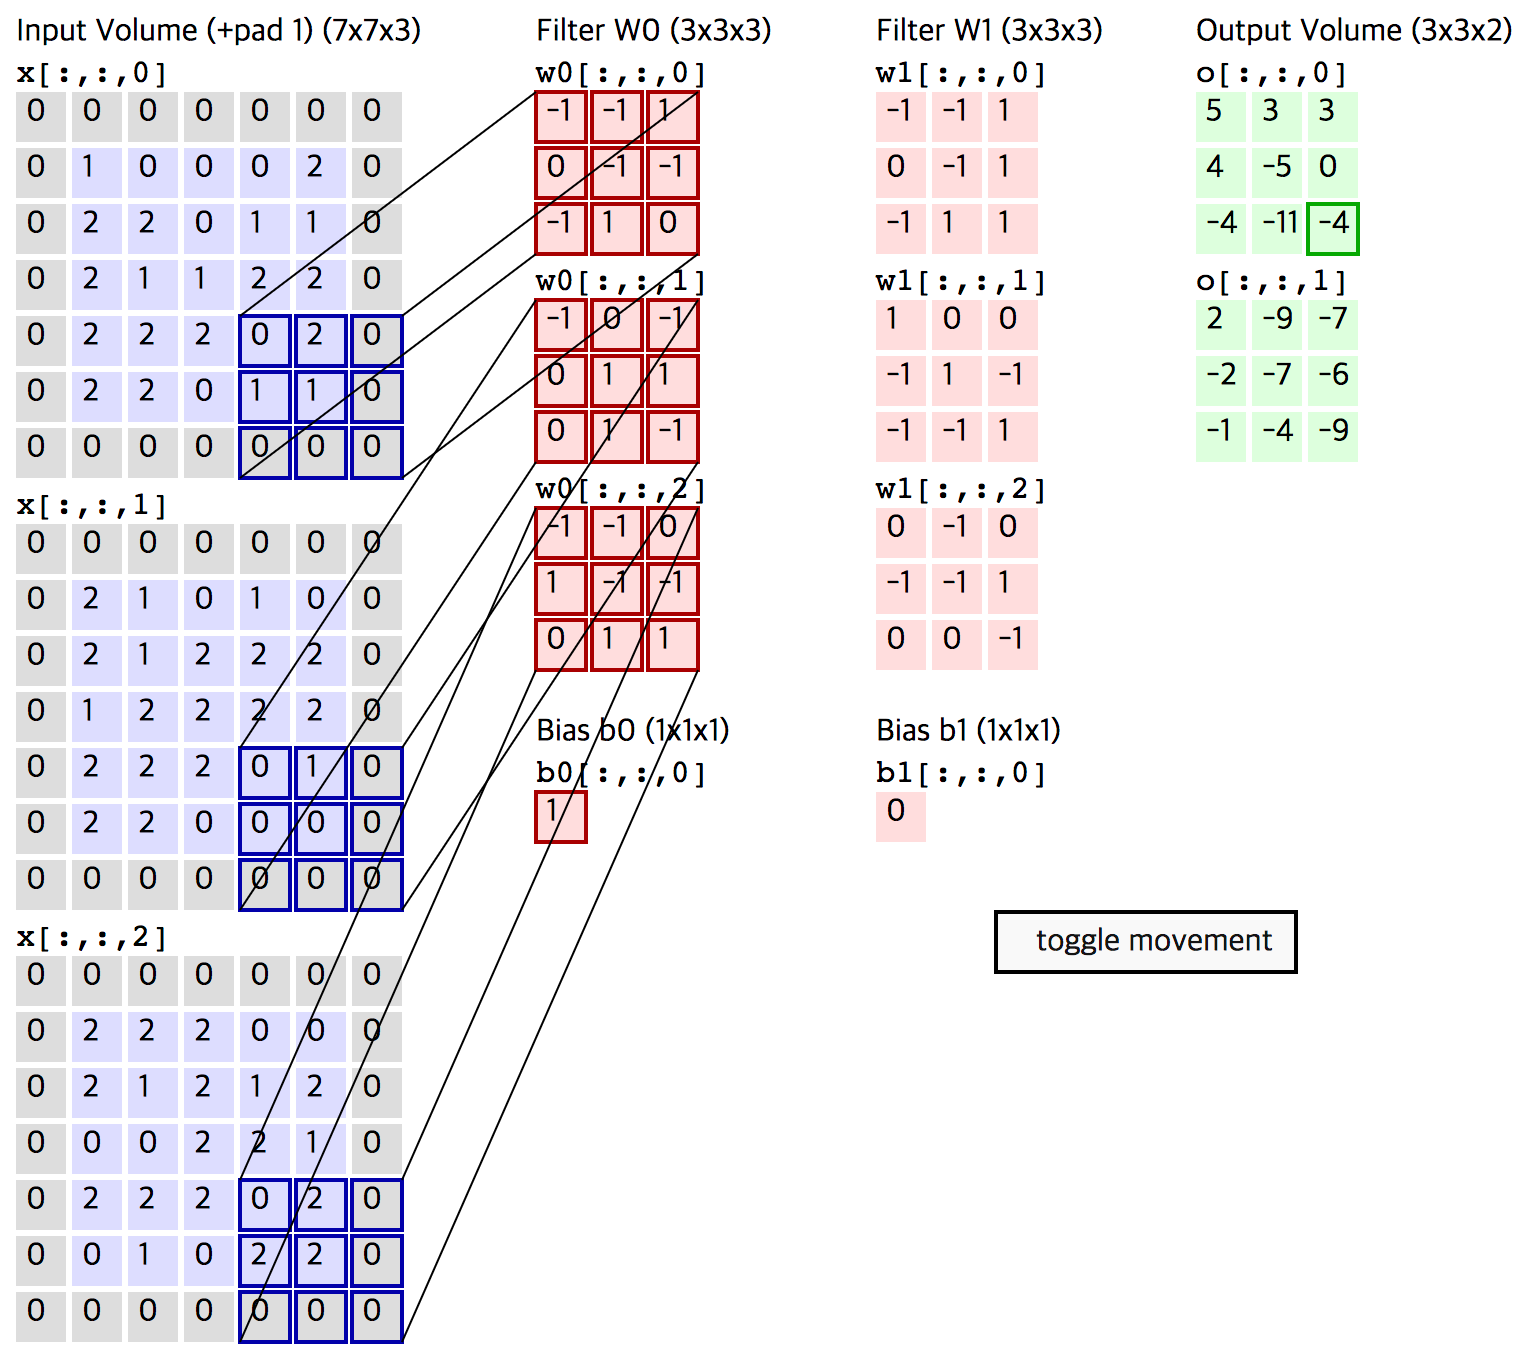 Input Volume (+pad 1) (7x7x3)
x[:,:,0]
0 0 0 0 0 0 0
0 1 0 0 0 2 0
0 2 2 0 1 1 0
0 2 1 1 2 2 0
0 2 2 2 0 2 0
0 2 2 0 1 1 0
0 0 0 0 0 0 0
x[:,:,1]
0 0 0 0 0 0 0
0 2 1 0 1 0 0
0 2 1 2 2 2 0
0 1 2 2 2 2 0
0 2 2 2 0 1 0
0 2 2 0 0 0 0
0 0 0 0 0 0 0
x[:,:,2]
0 0 0 0 0 0 0
0 2 2 2 0 0 0
0 2 1 2 1 2 0
0 0 0 2 2 1 0
0 2 2 2 0 2 0
0 0 1 0 2 2 0
0 0 0 0 0 0 0
Filter W0 (3x3x3)
w0[:,:,0]
-1 -1 1
0 -1 -1
-1 1 0
w0[:,:,1]
-1 0 -1
0 1 1
0 1 -1
w0[:,:,2]
-1 -1 0
1 -1 -1
0 1 1
Bias b0 (1x1x1)
b0[:,:,0]
1
Filter W1 (3x3x3)
w1[:,:,0]
-1 -1 1
0 -1 1
-1 1 1
w1[:,:,1]
1 0 0
-1 1 -1
-1 -1 1
w1[:,:,2]
0 -1 0
-1 -1 1
0 0 -1
Bias b1 (1x1x1)
b1[:,:,0]
0
Output Volume (3x3x2)
o[:,:,0]
5 3 3
4 -5 0
-4 -11 -4
o[:,:,1]
2 -9 -7
-2 -7 -6
-1 -4 -9
toggle movement